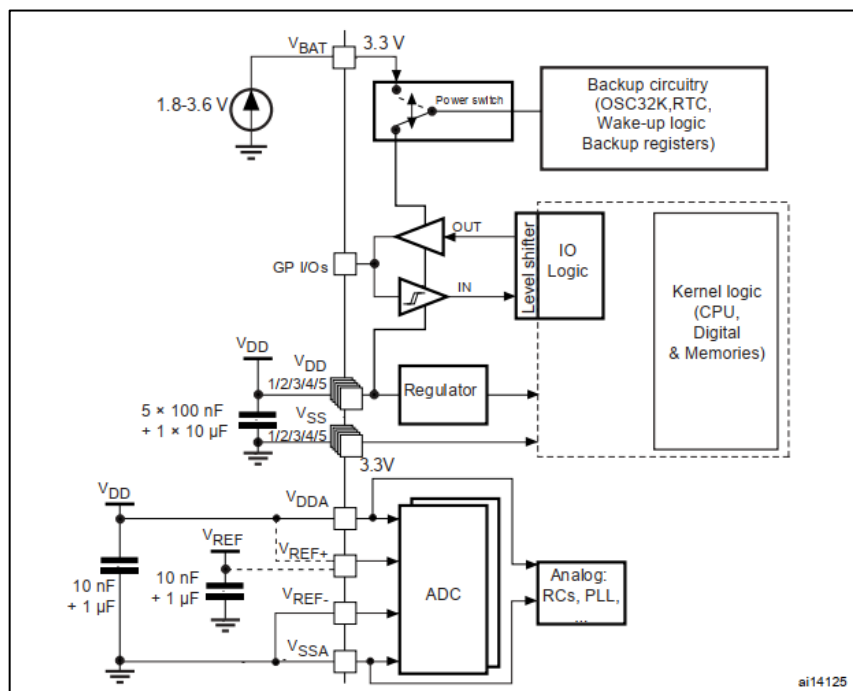 VBAT
3.3 V
1.8-3.6 V
Power switch
Backup circuitry
(OSC32K,RTC,
Wake-up logic
Backup registers)
OUT
GP I/Os
IN
Level shifter
IO
Logic
Kernel logic
(CPU,
Digital
& Memories)
VDD
VDD
1/2/3/4/5
Regulator
5 × 100 nF
+ 1 × 10 µF
VSS
1/2/3/4/5
3.3V
VDD
VDDA
VREF
VREF+
10 nF
+ 1 µF
10 nF
+ 1 µF
VREF-
ADC
Analog:
RCs, PLL,
...
VSSA
ai14125